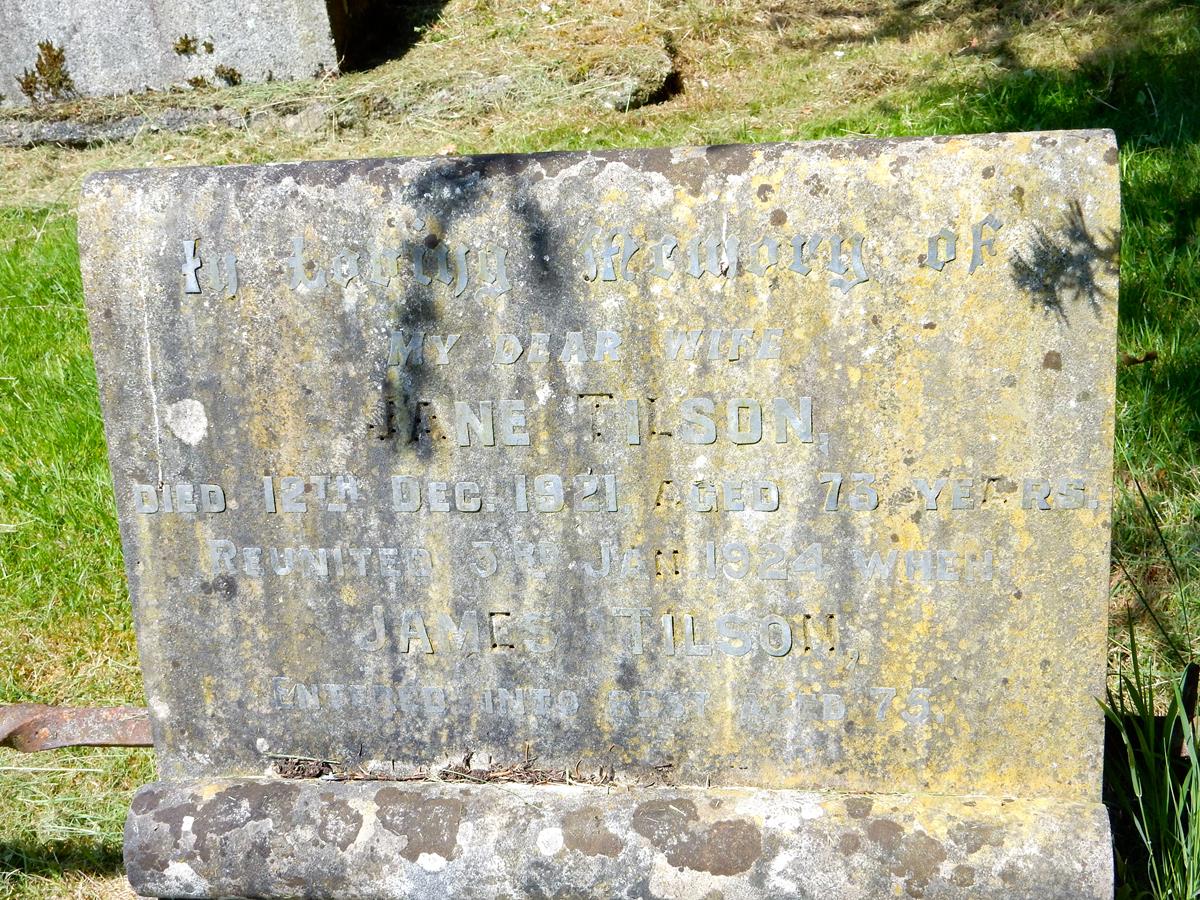 In Loving Memory of
MY DEAR WIFE
JANE TILSON,
DIED 12TH DEC. 1921, AGED 73 YEARS.
REUNITED 3RD JAN. 1924 WHEN
JAMES TILSON,
ENTERED INTO REST AGED 75.